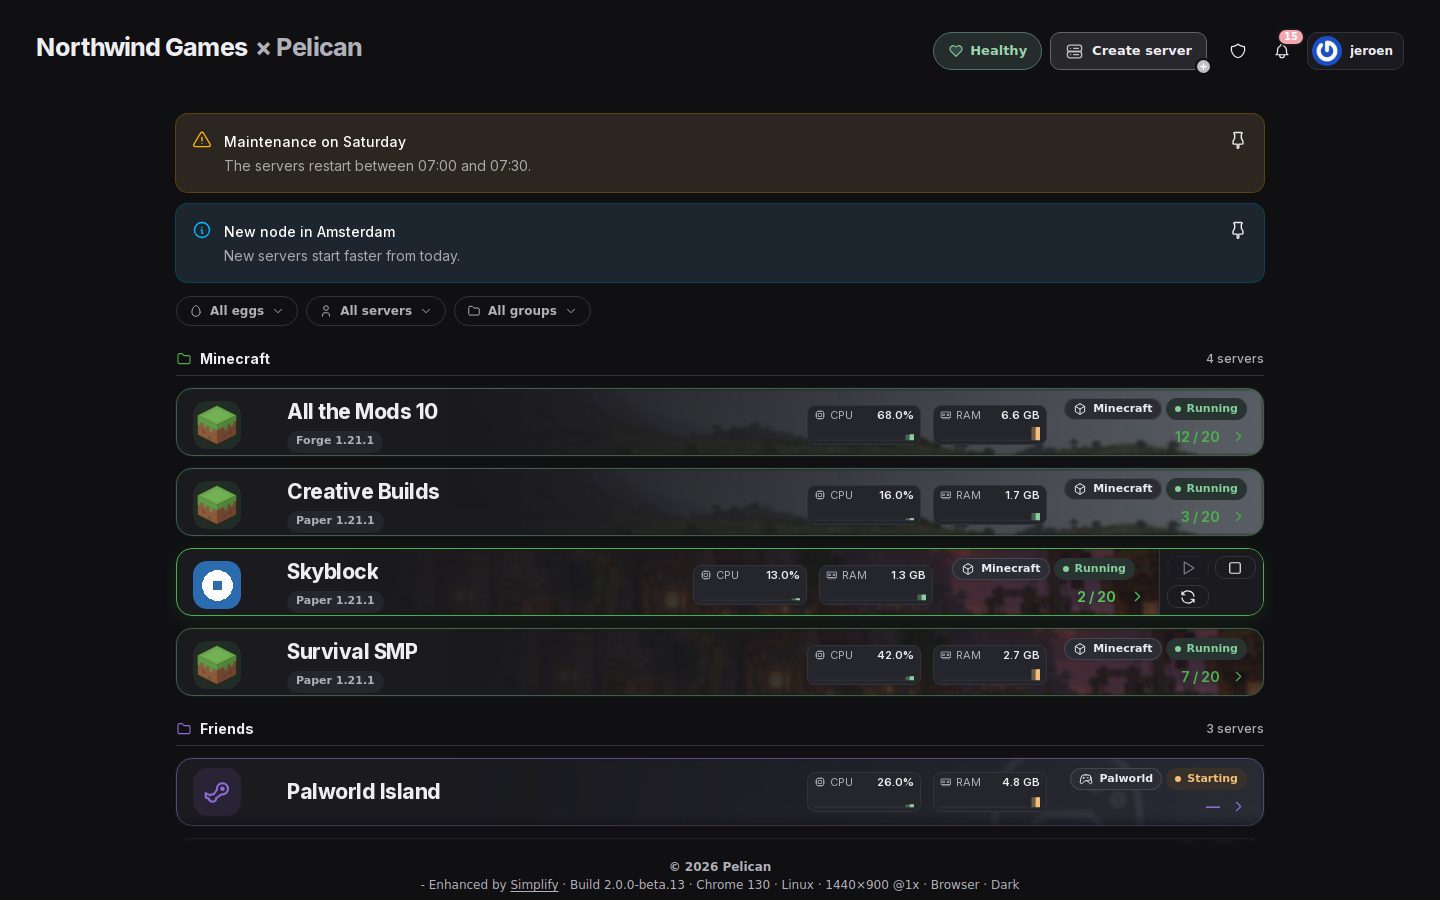 Northwind Games × Pelican
Healthy
Create server
15
jeroen
Maintenance on Saturday
The servers restart between 07:00 and 07:30.
New node in Amsterdam
New servers start faster from today.
All eggs
All servers
All groups
Minecraft
4 servers
All the Mods 10
Forge 1.21.1
CPU 68.0%
RAM 6.6 GB
Minecraft
Running
12 / 20
Creative Builds
Paper 1.21.1
CPU 16.0%
RAM 1.7 GB
Minecraft
Running
3 / 20
Skyblock
Paper 1.21.1
CPU 13.0%
RAM 1.3 GB
Minecraft
Running
2 / 20
Survival SMP
Paper 1.21.1
CPU 42.0%
RAM 2.7 GB
Minecraft
Running
7 / 20
Friends
3 servers
Palworld Island
CPU 26.0%
RAM 4.8 GB
Palworld
Starting
—
© 2026 Pelican
- Enhanced by Simplify · Build 2.0.0-beta.13 · Chrome 130 · Linux · 1440×900 @1x · Browser · Dark